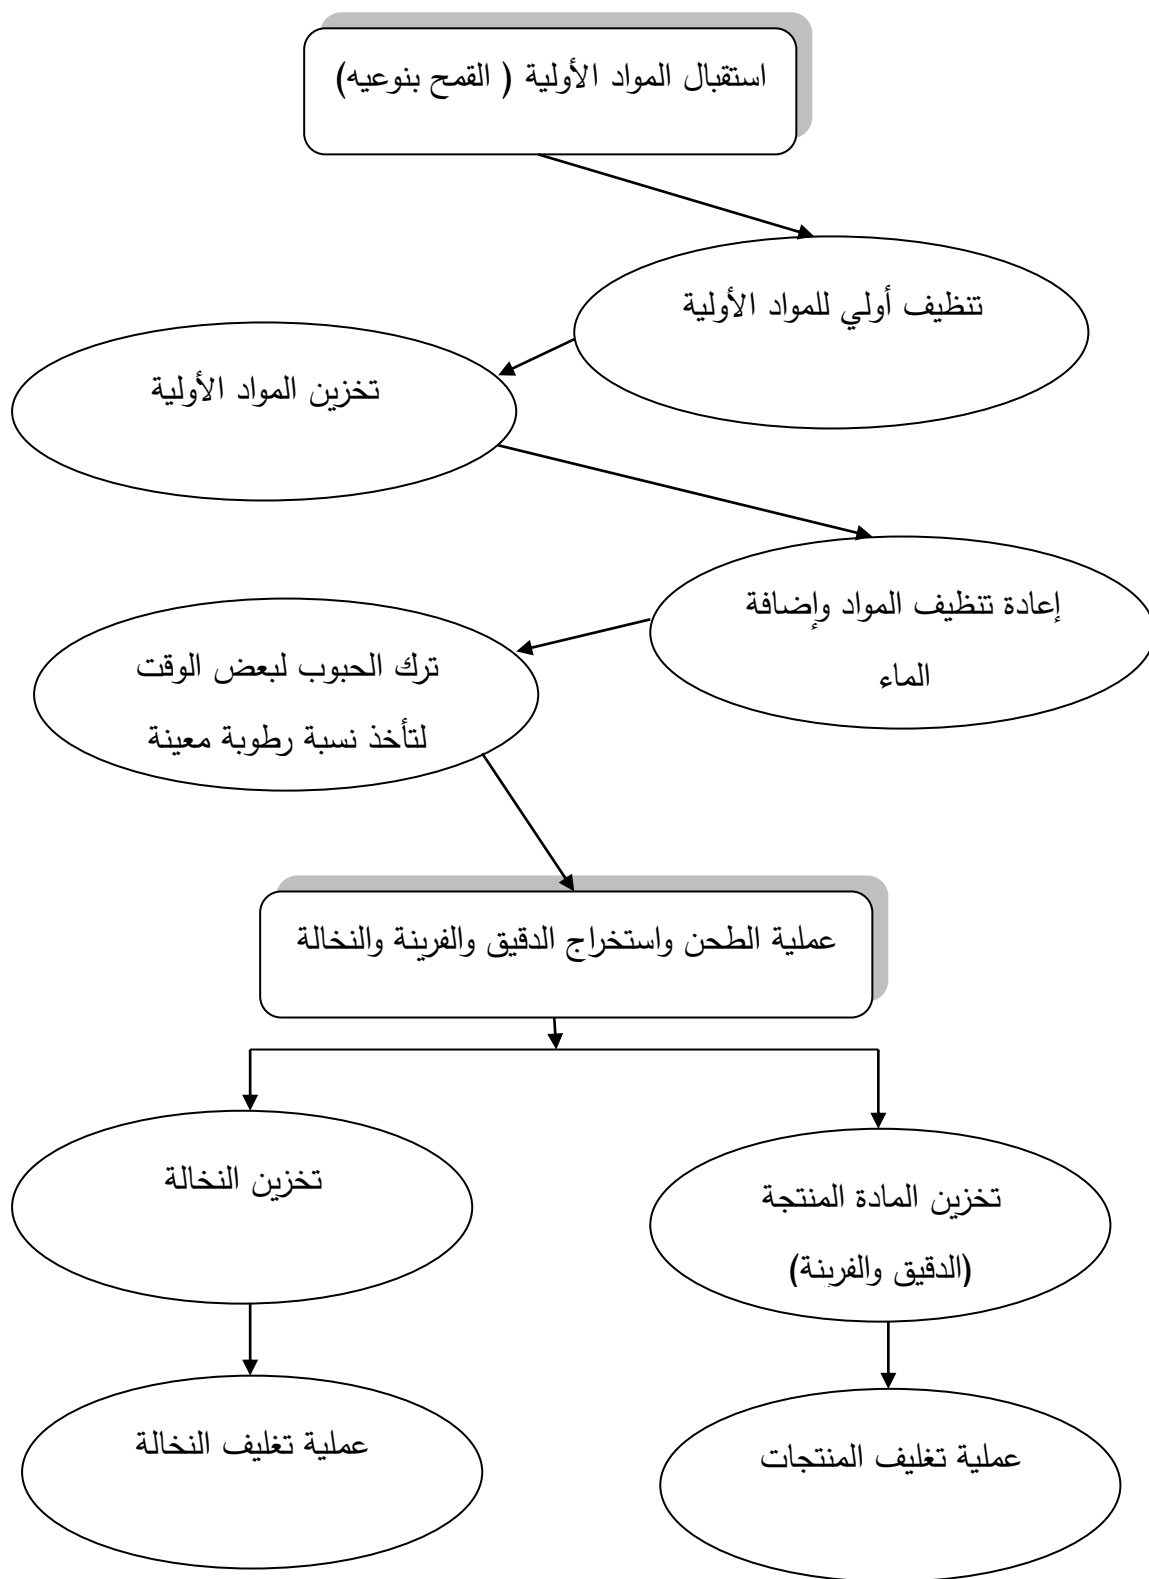 استقبال المواد الأولية ( القمح بنوعيه)
تنظيف أولي للمواد الأولية
تخزين المواد الأولية
إعادة تنظيف المواد وإضافة
الماء
ترك الحبوب لبعض الوقت
لتأخذ نسبة رطوبة معينة
عملية الطحن واستخراج الدقيق والفرينة والنخالة
تخزين المادة المنتجة
(الدقيق والفرينة)
تخزين النخالة
عملية تغليف المنتجات
عملية تغليف النخالة